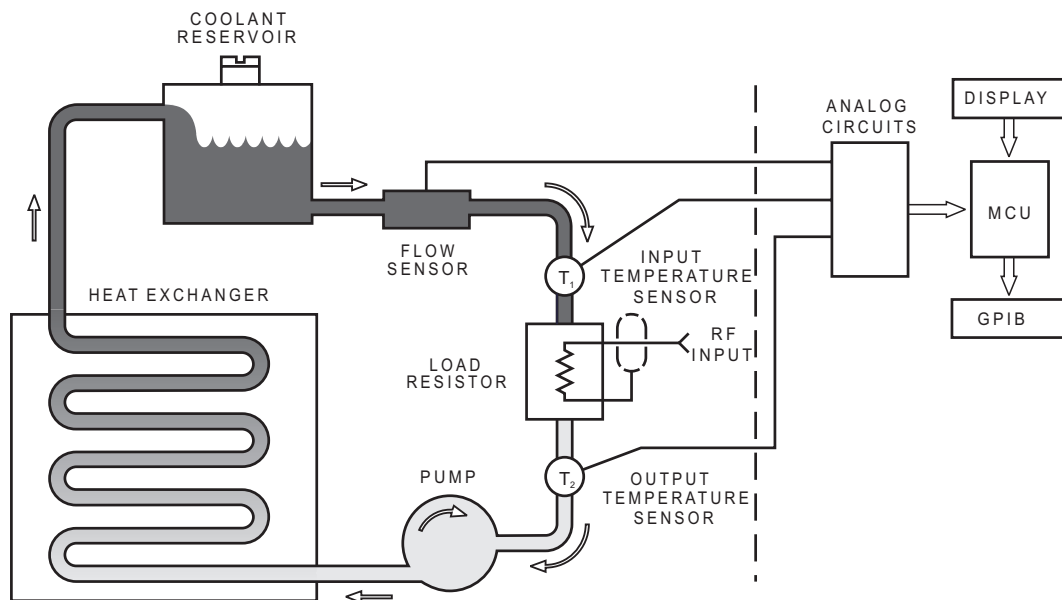 COOLANT
RESERVOIR
ANALOG
CIRCUITS
DISPLAY
MCU
GPIB
FLOW
SENSOR
T1
INPUT
TEMPERATURE
SENSOR
HEAT EXCHANGER
LOAD
RESISTOR
RF
INPUT
PUMP
T2
OUTPUT
TEMPERATURE
SENSOR